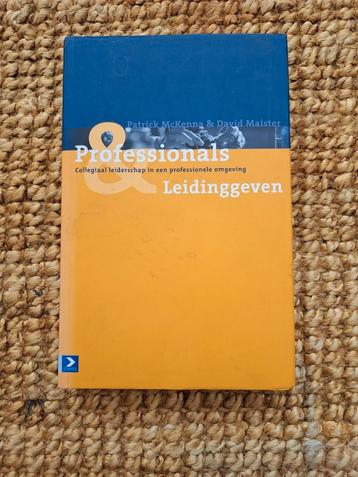 Patrick McKenna & David Maister
Professionals
Collegiaal leiderschap in een professionele omgeving
&
Leidinggeven